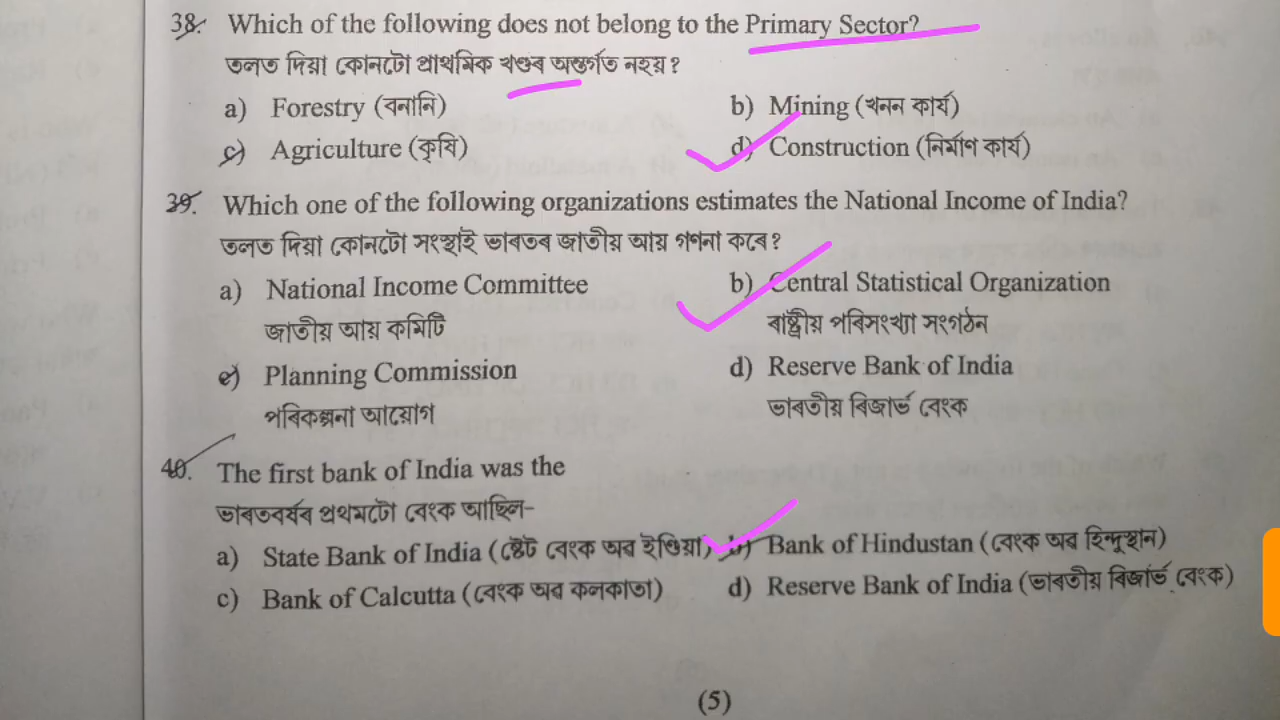 38. Which of the following does not belong to the Primary Sector?
তলত দিয়া কোনটো প্ৰাথমিক খণ্ডৰ অন্তৰ্গত নহয়?
a) Forestry (বনানি)
b) Mining (খনন কাৰ্য)
c) Agriculture (কৃষি)
d) Construction (নিৰ্মাণ কাৰ্য)
39. Which one of the following organizations estimates the National Income of India?
তলত দিয়া কোনটো সংস্থাই ভাৰতৰ জাতীয় আয় গণনা কৰে?
a) National Income Committee
জাতীয় আয় কমিটি
b) Central Statistical Organization
ৰাষ্ট্ৰীয় পৰিসংখ্যা সংগঠন
c) Planning Commission
পৰিকল্পনা আয়োগ
d) Reserve Bank of India
ভাৰতীয় ৰিজাৰ্ভ বেংক
40. The first bank of India was the
ভাৰতবৰ্ষৰ প্ৰথমটো বেংক আছিল-
a) State Bank of India (ষ্টেট বেংক অৱ ইণ্ডিয়া)
b) Bank of Hindustan (বেংক অৱ হিন্দুস্থান)
c) Bank of Calcutta (বেংক অৱ কলকাতা)
d) Reserve Bank of India (ভাৰতীয় ৰিজাৰ্ভ বেংক)
(5)